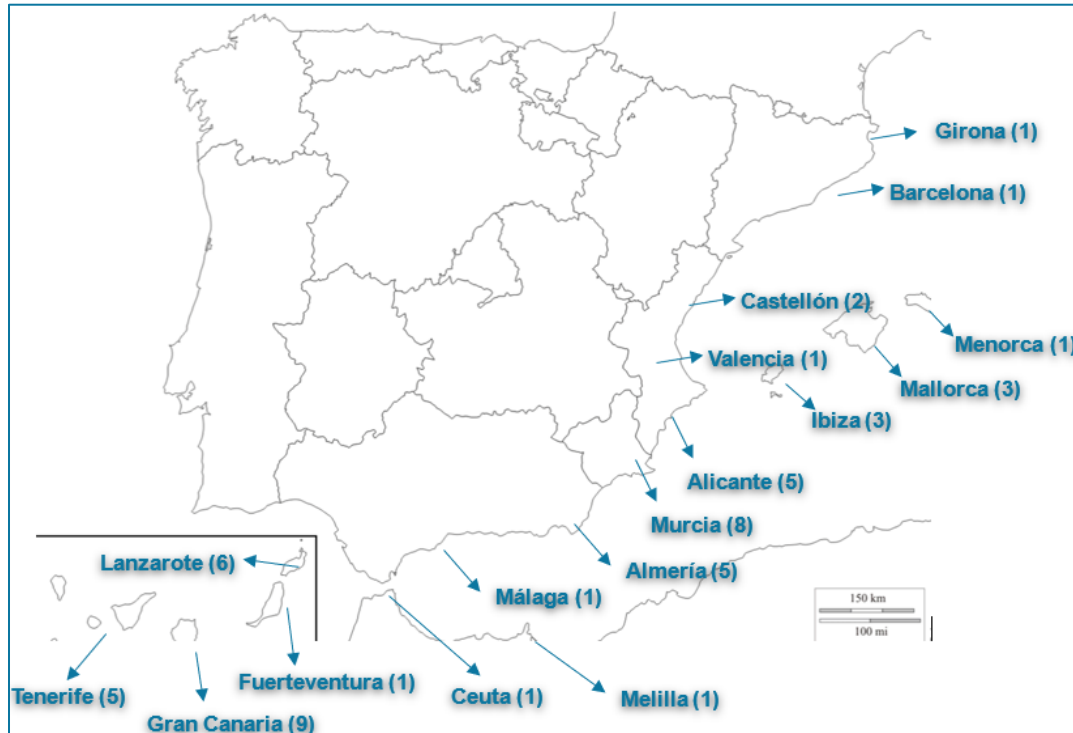 Girona (1)
Barcelona (1)
Castellón (2)
Menorca (1)
Valencia (1)
Mallorca (3)
Ibiza (3)
Alicante (5)
Murcia (8)
Lanzarote (6)
Almería (5)
Málaga (1)
150 km
100 mi
Fuerteventura (1)
Tenerife (5)
Ceuta (1)
Melilla (1)
Gran Canaria (9)